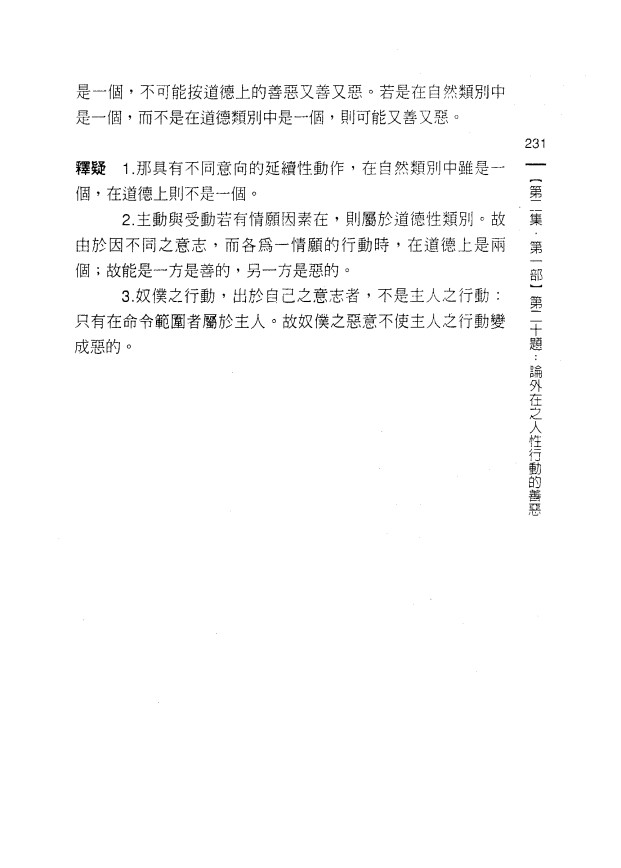 是一個，不可能按道德上的善惡又善又惡。若是在自然類別中
是一個，而不是在道德類別中是一個，則可能又善又惡。
釋疑　1.那具有不同意向的延續性動作，在自然類別中雖是一
個，在道德上則不是一個。
2.主動與受動若有情願因素在，則屬於道德性類別。故
由於因不同之意志，而各為一情願的行動時，在道德上是兩
個；故能是一方是善的，另一方是惡的。
3.奴僕之行動，出於自己之意志者，不是主人之行動：
只有在命令範圍者屬於主人。故奴僕之惡意不使主人之行動變
成惡的。
231
【第二集．第一部】第二十題：論外在之人性行動的善惡